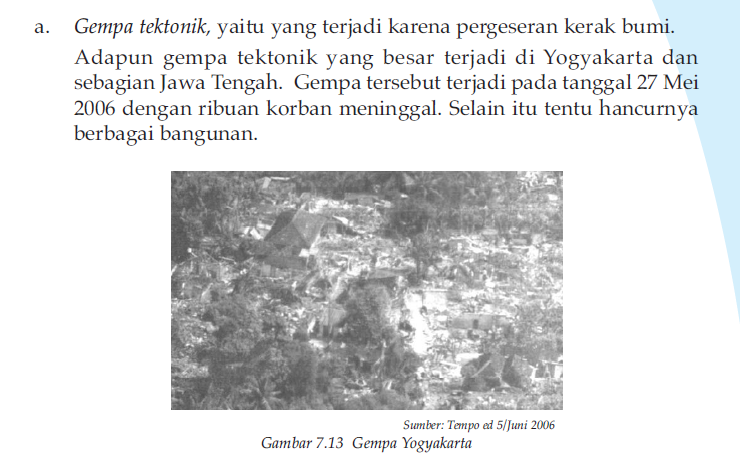 a. Gempa tektonik, yaitu yang terjadi karena pergeseran kerak bumi.
Adapun gempa tektonik yang besar terjadi di Yogyakarta dan
sebagian Jawa Tengah. Gempa tersebut terjadi pada tanggal 27 Mei
2006 dengan ribuan korban meninggal. Selain itu tentu hancurnya
berbagai bangunan.
Sumber: Tempo ed 5/Juni 2006
Gambar 7.13 Gempa Yogyakarta